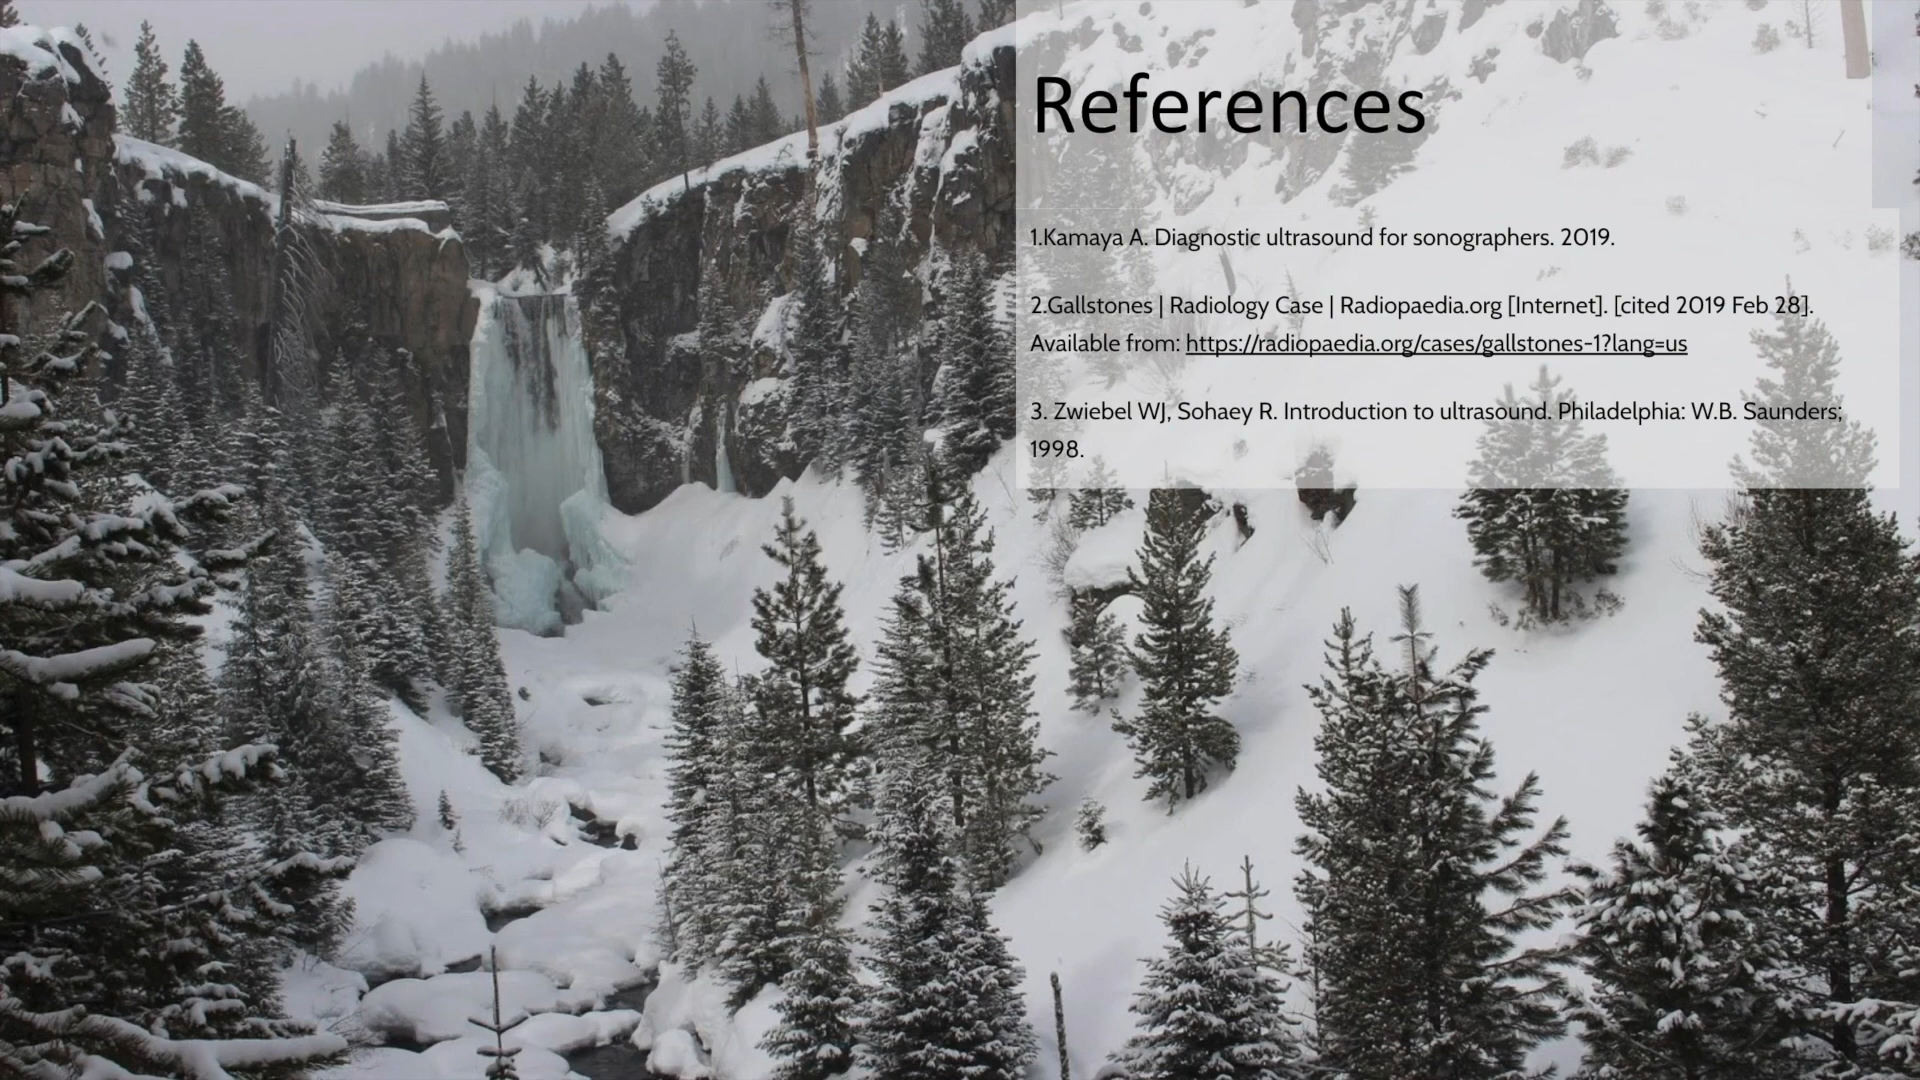 References
1.Kamaya A. Diagnostic ultrasound for sonographers. 2019.
2.Gallstones | Radiology Case | Radiopaedia.org [Internet]. [cited 2019 Feb 28].
Available from: https://radiopaedia.org/cases/gallstones-1?lang=us
3. Zwiebel WJ, Sohaey R. Introduction to ultrasound. Philadelphia: W.B. Saunders;
1998.